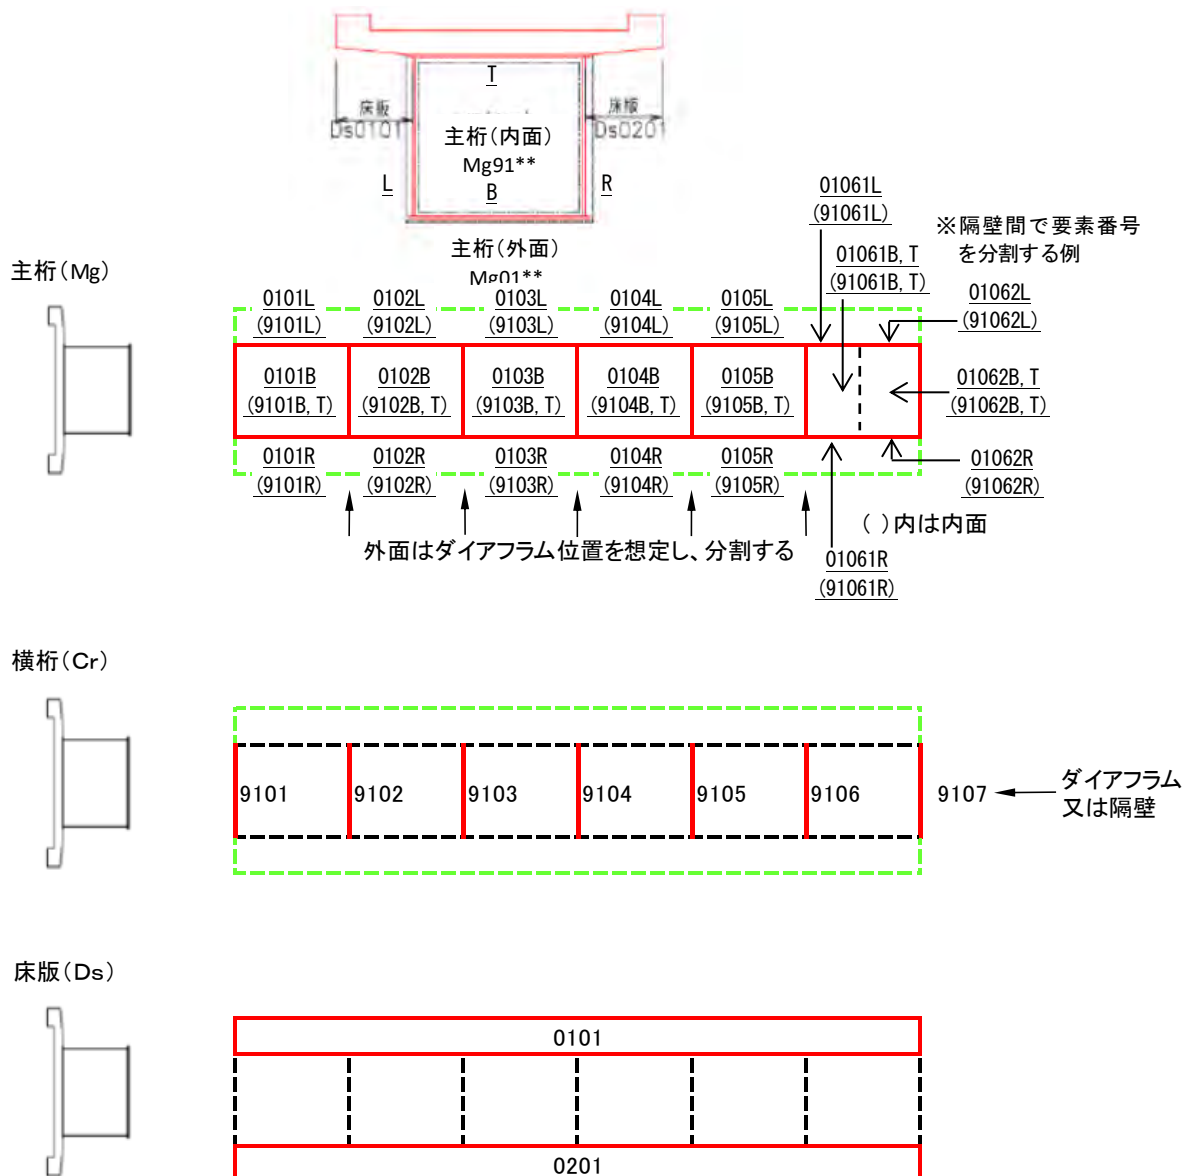 T
床版
床版
Ds0101
Ds0201
主桁(内面)
Mg91**
L
B
R
主桁(外面)
Mg01**
主桁(Mg)
01061L
(91061L)
※隔壁間で要素番号
を分割する例
01061B, T
(91061B, T)
01062L
(91062L)
0101L
(9101L)
0102L
(9102L)
0103L
(9103L)
0104L
(9104L)
0105L
(9105L)
0101B
(9101B, T)
0102B
(9102B, T)
0103B
(9103B, T)
0104B
(9104B, T)
0105B
(9105B, T)
01062B, T
(91062B, T)
0101R
(9101R)
0102R
(9102R)
0103R
(9103R)
0104R
(9104R)
0105R
(9105R)
01062R
(91062R)
( )内は内面
外面はダイアフラム位置を想定し、分割する
01061R
(91061R)
横桁(Cr)
9101
9102
9103
9104
9105
9106
9107
ダイアフラム
又は隔壁
床版(Ds)
0101
0201